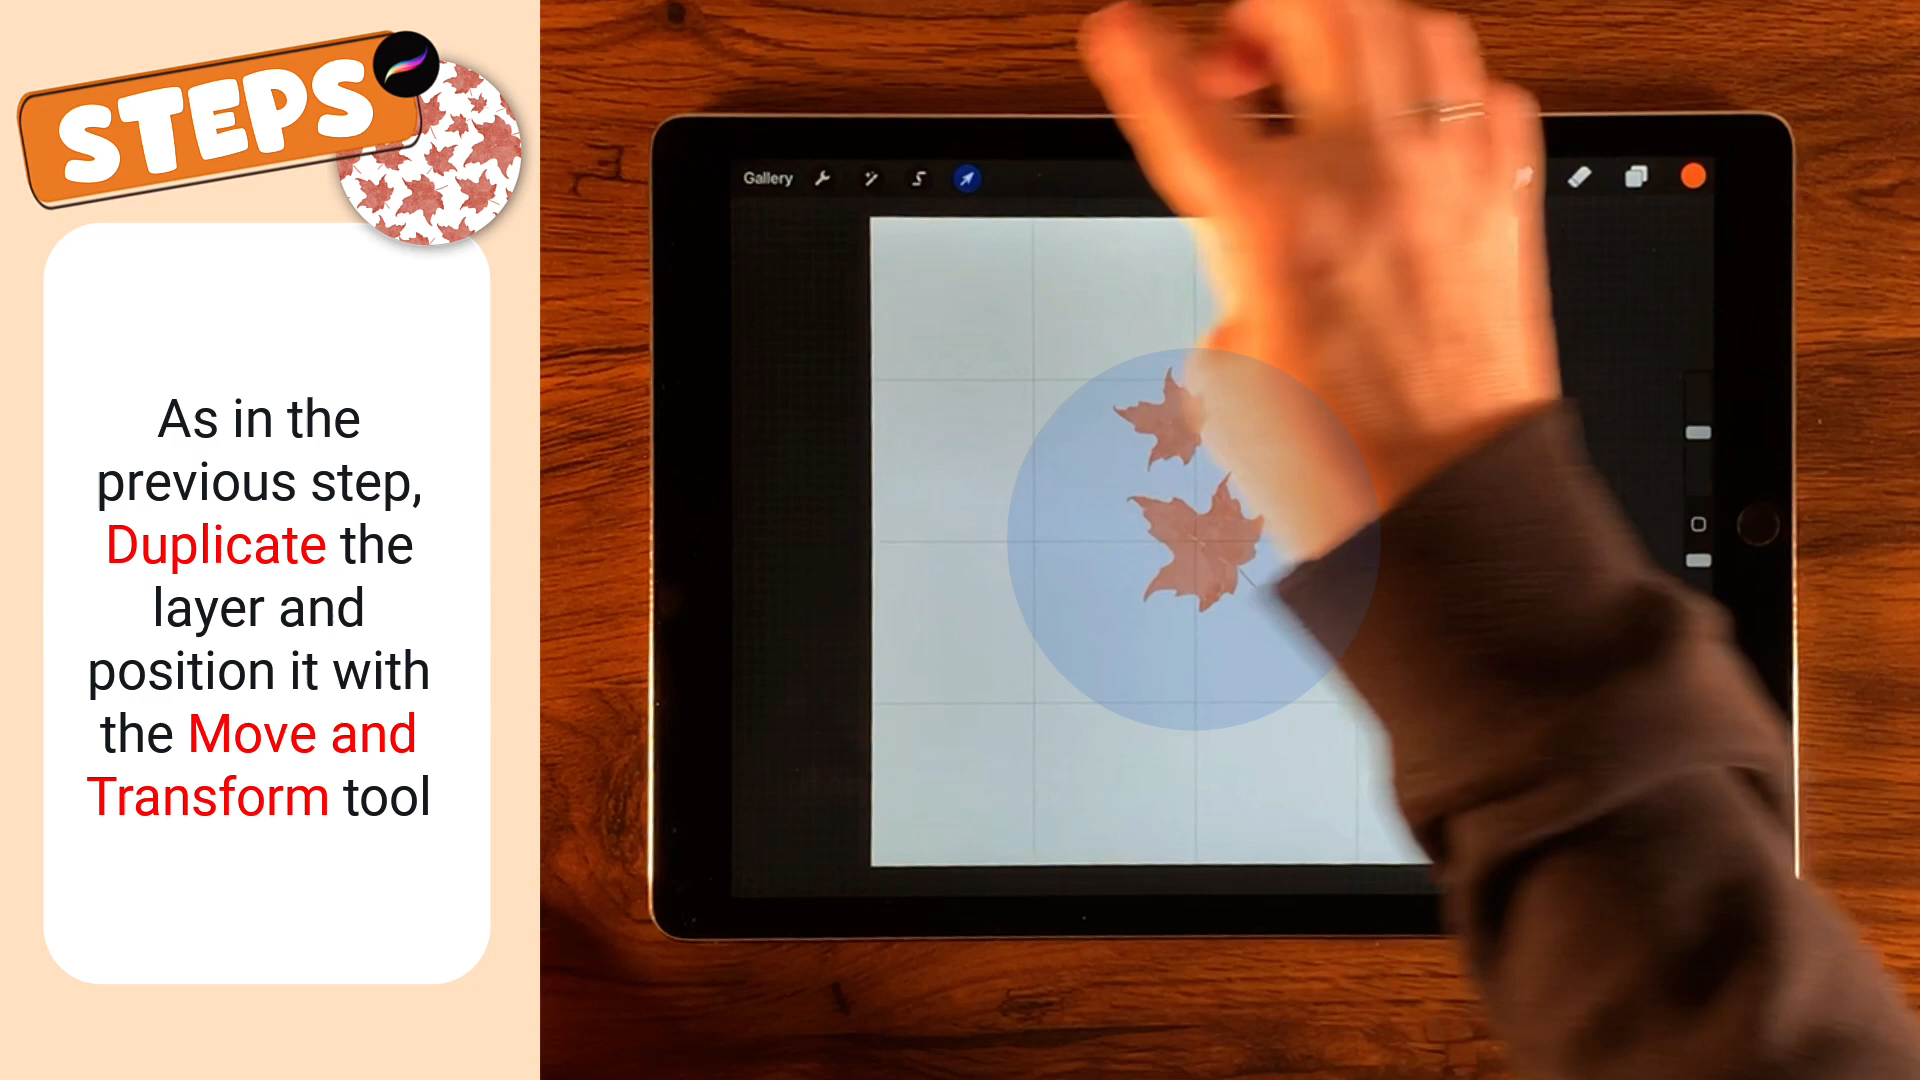 STEPS
As in the
previous step,
Duplicate the
layer and
position it with
the Move and
Transform tool
Gallery